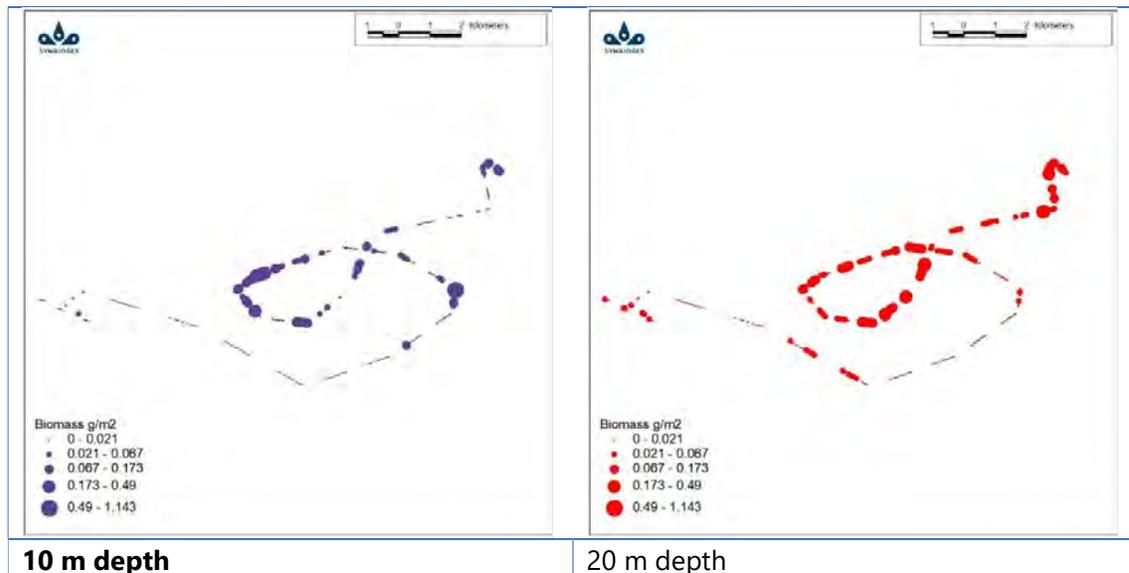 1 0 1 2 Kilometers
SYMBIOSES
Biomass g/m2
0 - 0.021
0.021 - 0.067
0.067 - 0.173
0.173 - 0.49
0.49 - 1.143
10 m depth
1 0 1 2 Kilometers
SYMBIOSES
Biomass g/m2
0 - 0.021
0.021 - 0.067
0.067 - 0.173
0.173 - 0.49
0.49 - 1.143
20 m depth